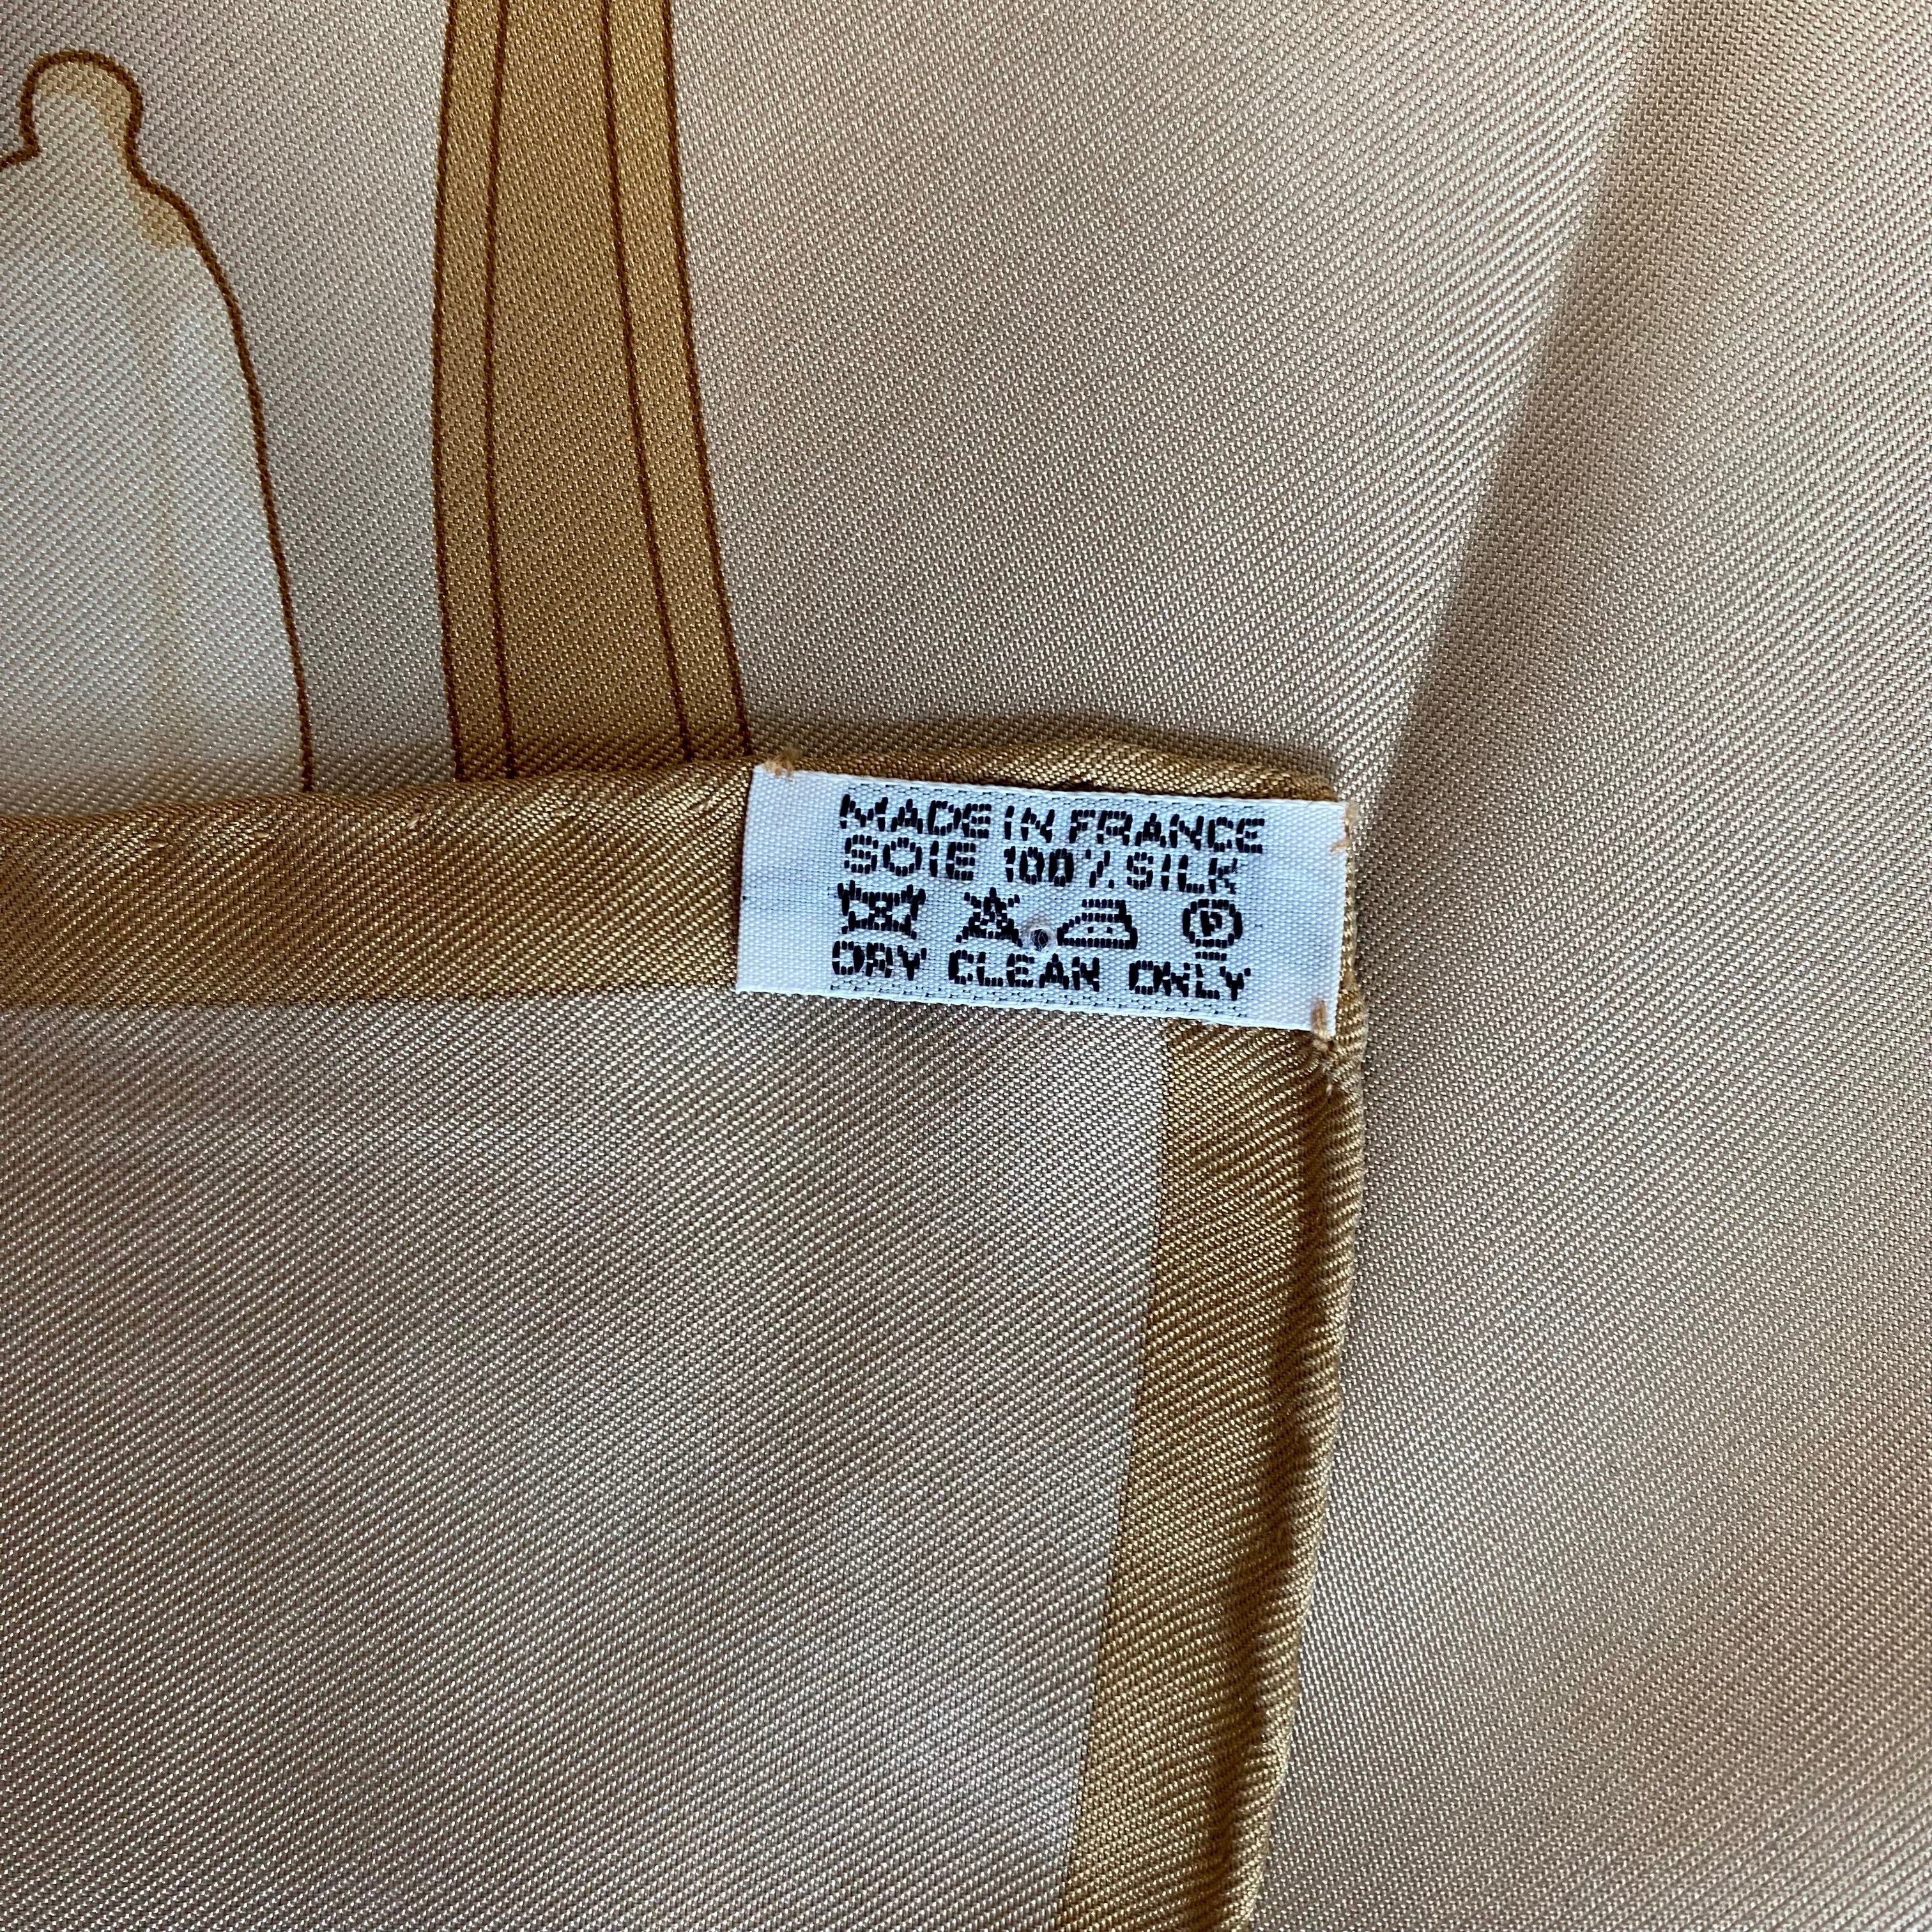 MADE IN FRANCE
SOIE 100% SILK
P
DRY CLEAN ONLY